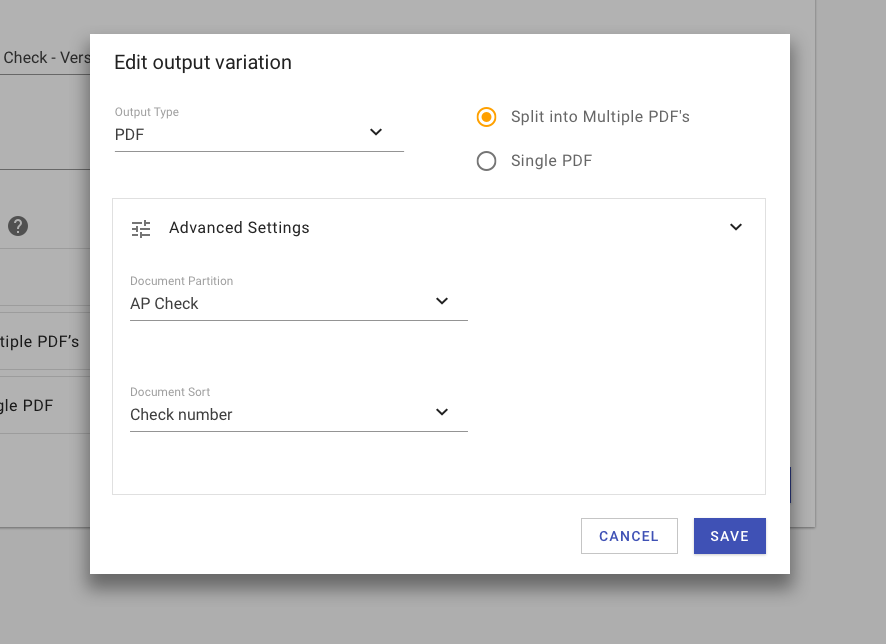 Check - Vers
Edit output variation
Output Type
PDF
Split into Multiple PDF's
Single PDF
?
Advanced Settings
Document Partition
AP Check
tiple PDF's
Document Sort
Check number
gle PDF
CANCEL
SAVE